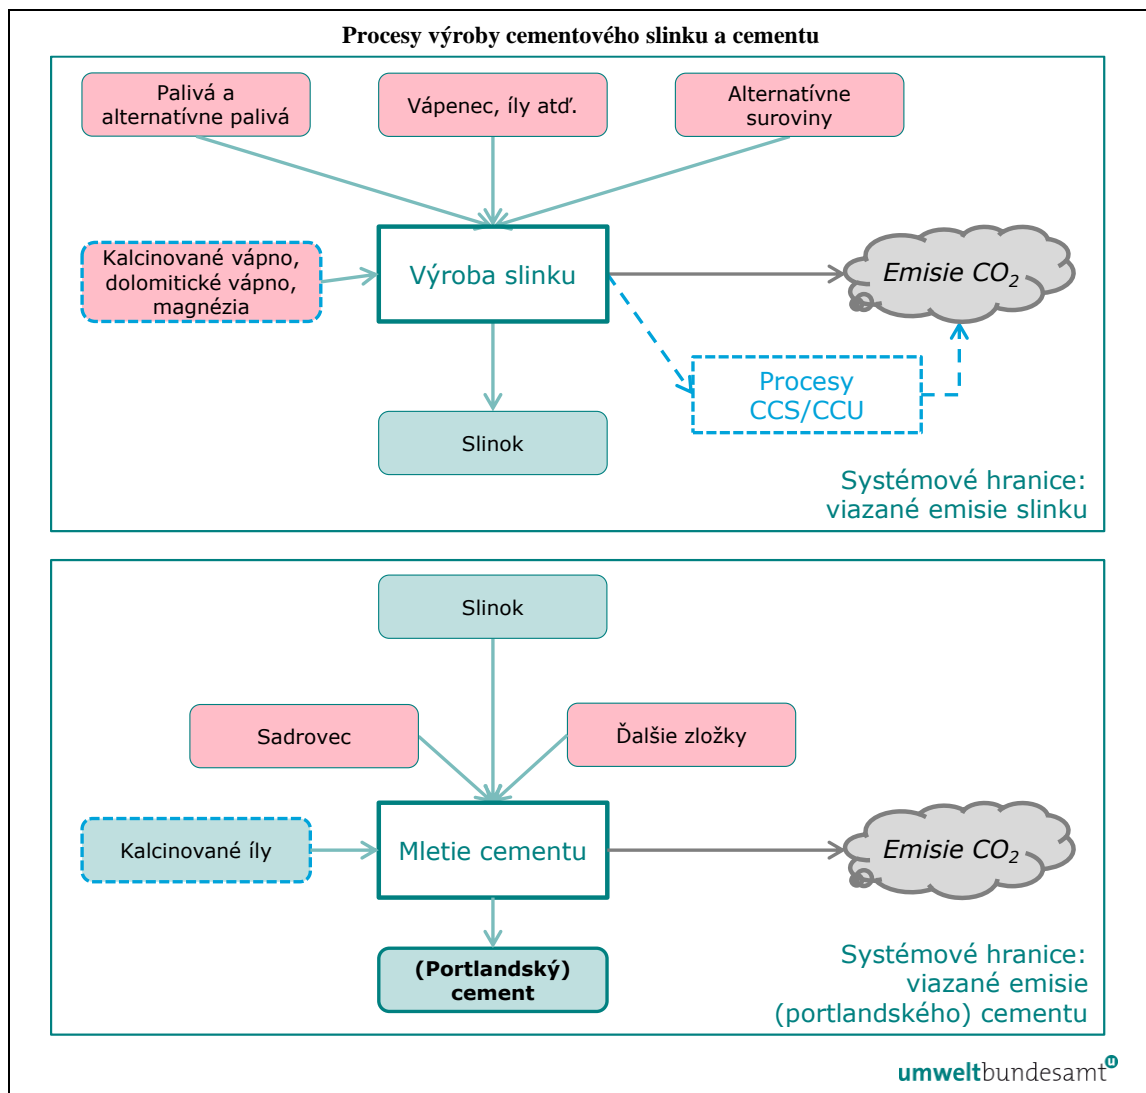 Procesy výroby cementového slinku a cementu
Palivá a
alternatívne palivá
Vápenec, íly atď.
Alternatívne
suroviny
Kalcinované vápno,
dolomitické vápno,
magnézia
Výroba slinku
Emisie CO₂
Procesy
CCS/CCU
Slinok
Systémové hranice:
viazané emisie slinku
Slinok
Sadrovec
Ďalšie zložky
Kalcinované íly
Mletie cementu
Emisie CO₂
(Portlandský)
cement
Systémové hranice:
viazané emisie
(portlandského) cementu
umweltbundesamt